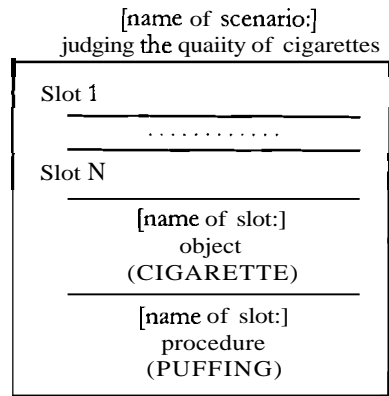 [name of scenario:]
judging the quaiity of cigarettes
Slot 1
............
Slot N
[name of slot:]
object
(CIGARETTE)
[name of slot:]
procedure
(PUFFING)